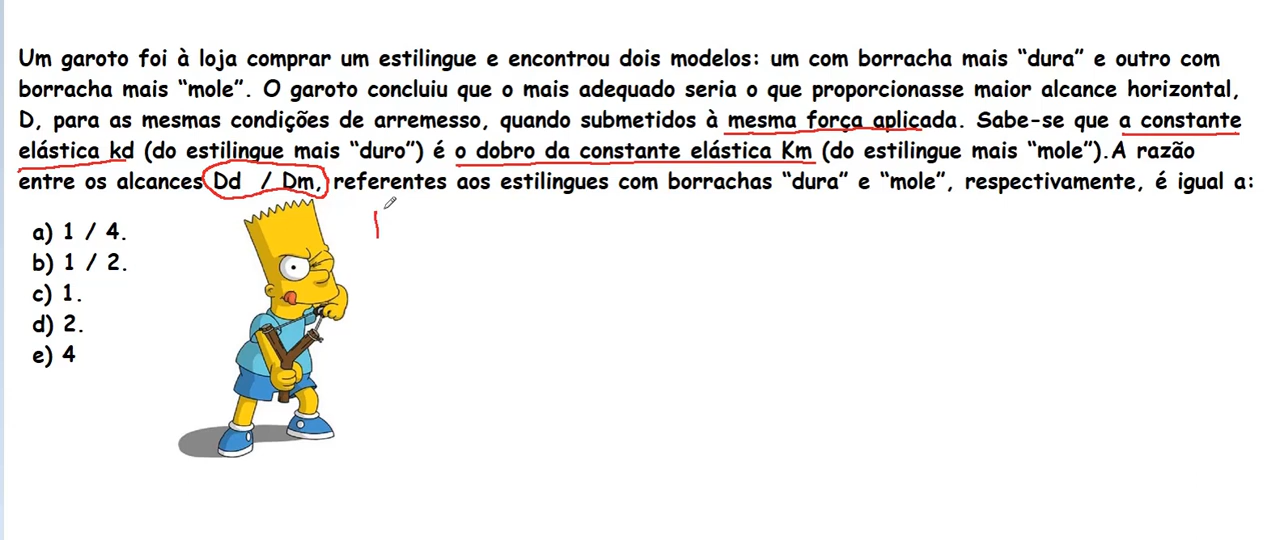 Um garoto foi à loja comprar um estilingue e encontrou dois modelos: um com borracha mais “dura” e outro com
borracha mais “mole”. O garoto concluiu que o mais adequado seria o que proporcionasse maior alcance horizontal,
D, para as mesmas condições de arremesso, quando submetidos à mesma força aplicada. Sabe-se que a constante
elástica kd (do estilingue mais “duro”) é o dobro da constante elástica Km (do estilingue mais “mole”).A razão
entre os alcances Dd / Dm, referentes aos estilingues com borrachas “dura” e “mole”, respectivamente, é igual a:
a) 1 / 4.
b) 1 / 2.
c) 1.
d) 2.
e) 4